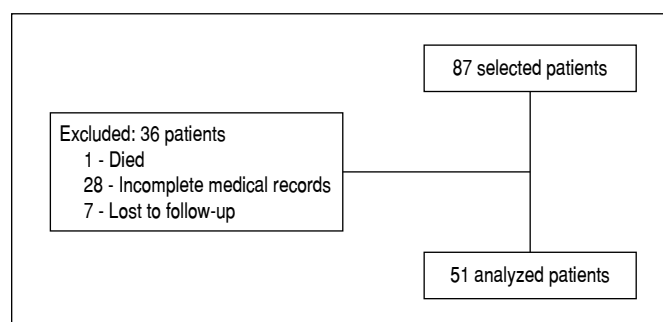 87 selected patients
Excluded: 36 patients
1 - Died
28 - Incomplete medical records
7 - Lost to follow-up
51 analyzed patients